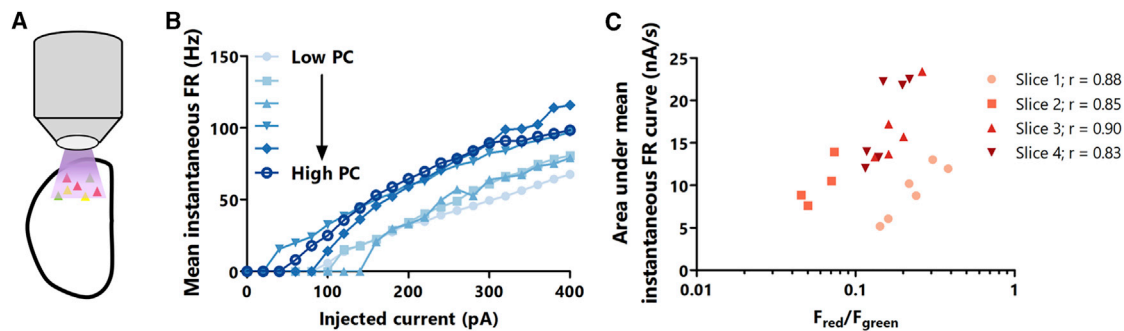 A
B
Mean instantaneous FR (Hz)
150
100
50
0
Low PC
High PC
0
100
200
300
400
Injected current (pA)
C
Area under mean
instantaneous FR curve (nA/s)
25
20
15
10
5
0
0.01
0.1
1
Fred/Fgreen
Slice 1; r = 0.88
Slice 2; r = 0.85
Slice 3; r = 0.90
Slice 4; r = 0.83